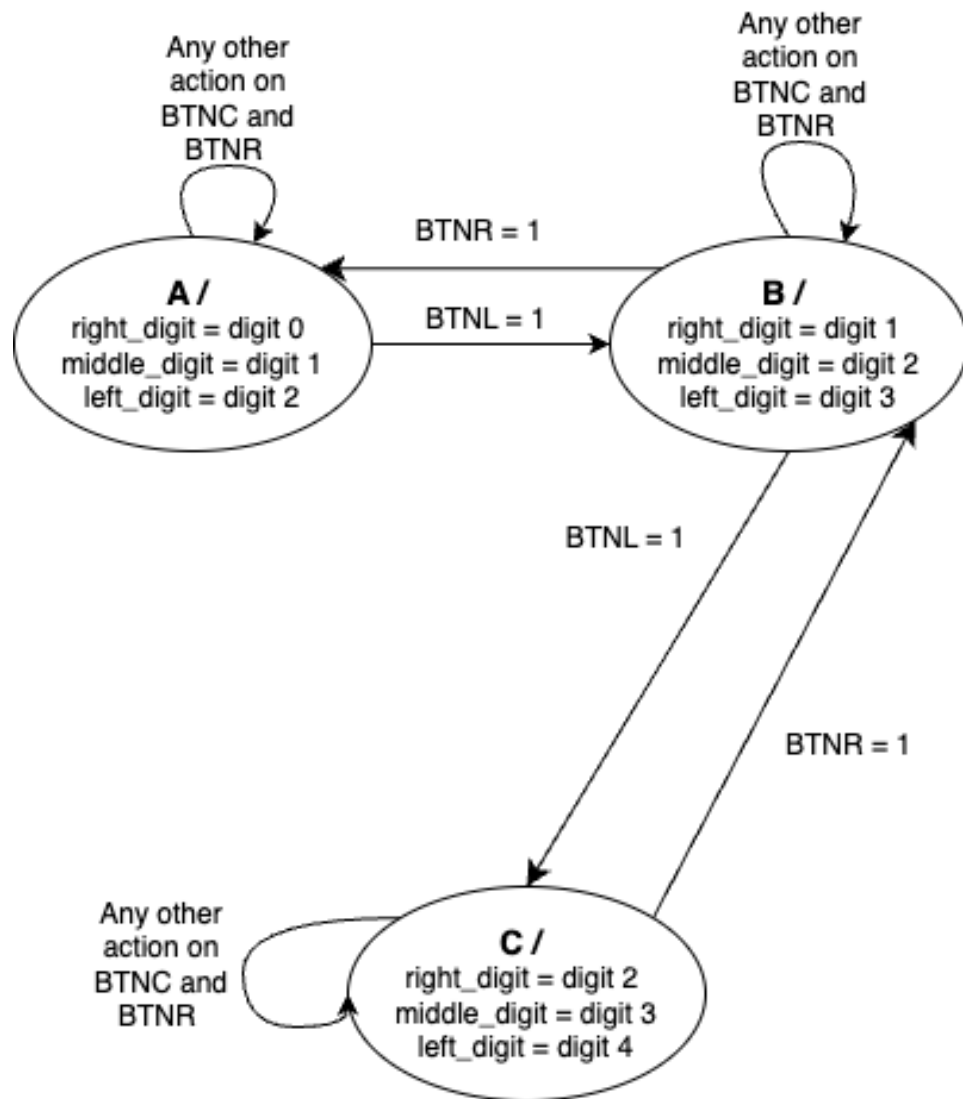 Any other
action on
BTNC and
BTNR
Any other
action on
BTNC and
BTNR
BTNR = 1
A /
right_digit = digit 0
middle_digit = digit 1
left_digit = digit 2
BTNL = 1
B /
right_digit = digit 1
middle_digit = digit 2
left_digit = digit 3
BTNL = 1
BTNR = 1
Any other
action on
BTNC and
BTNR
C /
right_digit = digit 2
middle_digit = digit 3
left_digit = digit 4